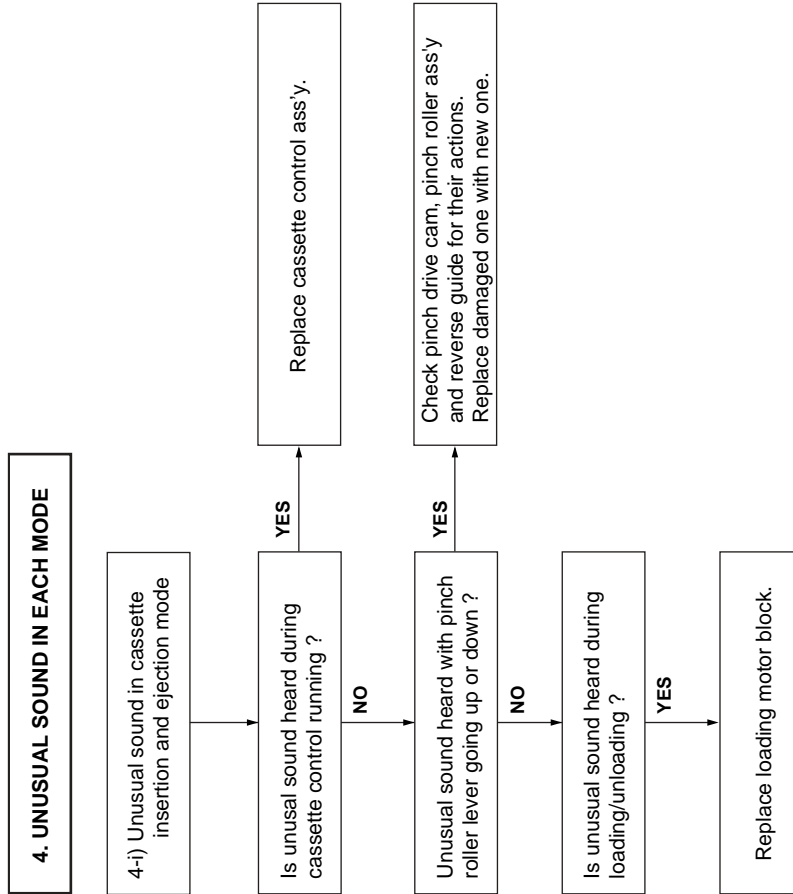 4. UNUSUAL SOUND IN EACH MODE
4-i) Unusual sound in cassette
insertion and ejection mode
Is unusual sound heard during
cassette control running ?
YES
Replace cassette control ass'y.
NO
Unusual sound heard with pinch
roller lever going up or down ?
YES
Check pinch drive cam, pinch roller ass'y
and reverse guide for their actions.
Replace damaged one with new one.
NO
Is unusual sound heard during
loading/unloading ?
YES
Replace loading motor block.